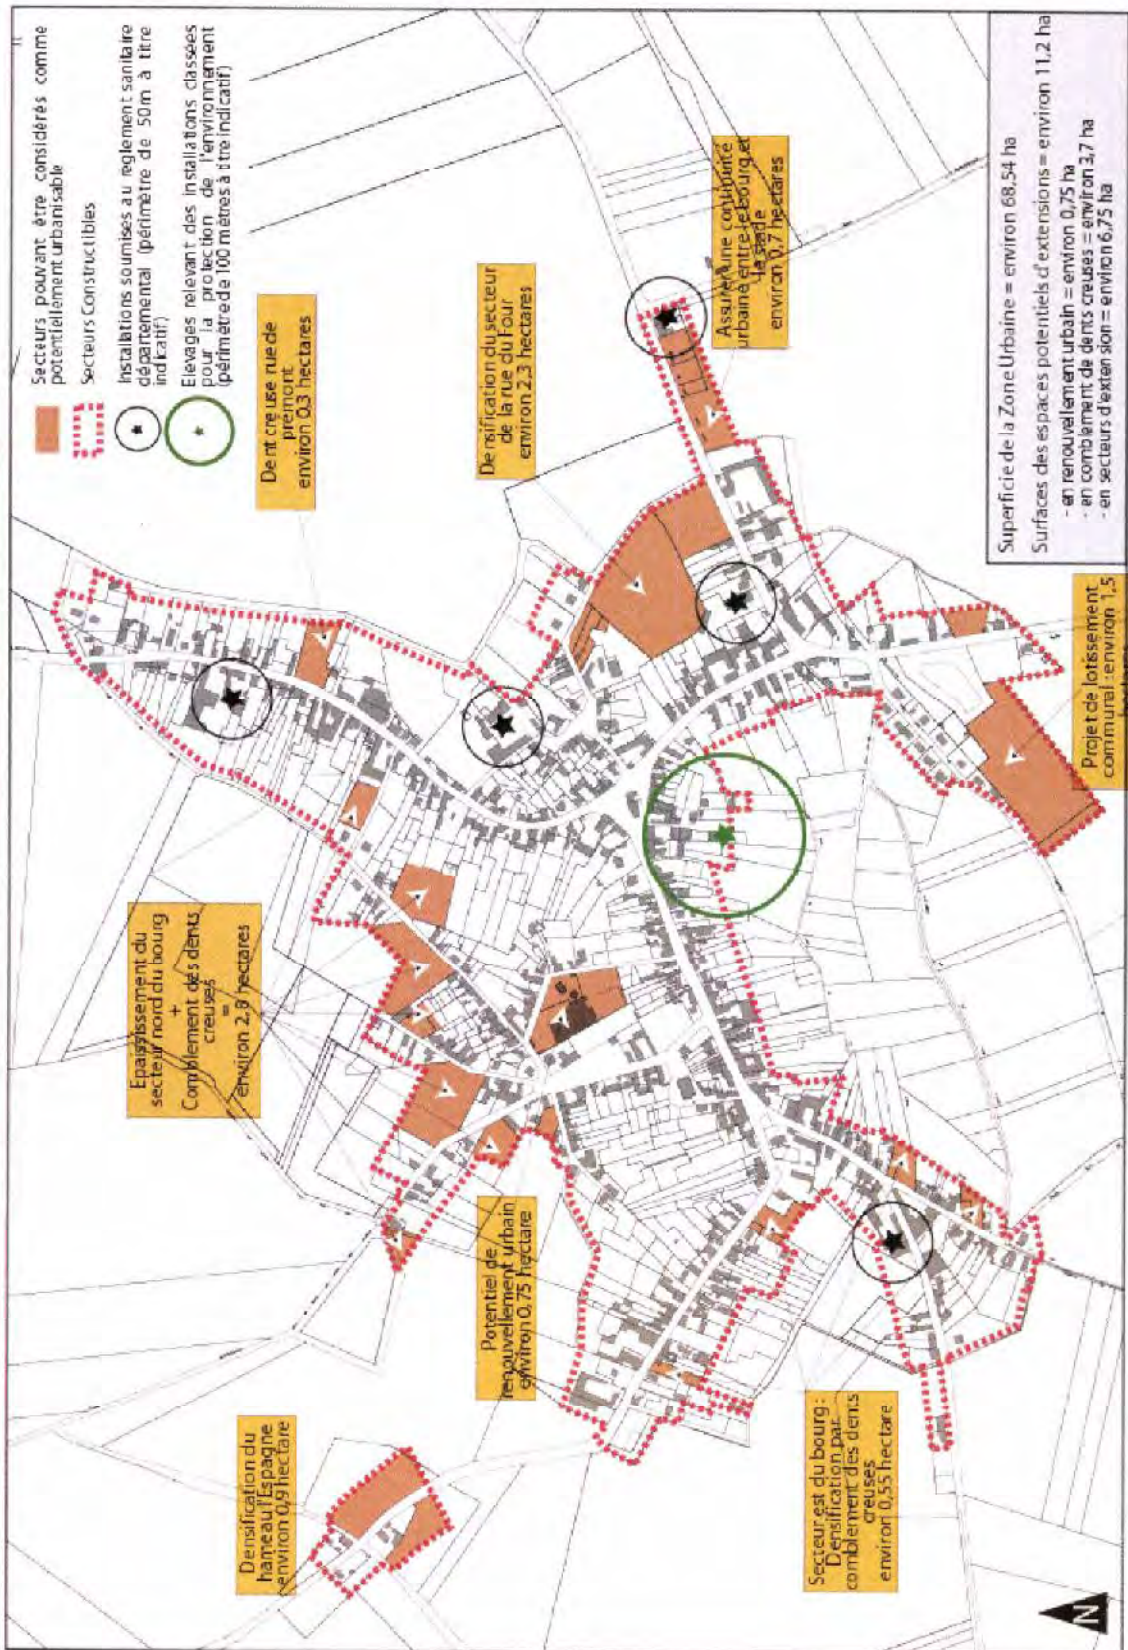 Secteurs pouvant être considérés comme
potentiellement urbanisable
Secteurs Constructibles
Installations soumises au règlement sanitaire
départemental (périmètre de 50m à titre
indicatif)
Elevages relevant des installations classées
pour la protection de l'environnement
(périmètre de 100 mètres à titre indicatif)
Dent creuse rue de
prémont
environ 0,3 hectares
Densification du secteur
de la rue du Four
environ 2,3 hectares
Assurer une continuité
urbaine entre le bourg et
le stade
environ 0,7 hectares
Epaississement du
secteur nord du bourg
+
Comblement des dents
creuses
=
environ 2,8 hectares
Potentiel de
renouvellement urbain
environ 0,75 hectare
Densification du
hameau l'Espagne
environ 0,9 hectare
Secteur est du bourg :
Densification par
comblement des dents
creuses
environ 0,55 hectare
Projet de lotissement
communal : environ 1,5
hectares
Superficie de la Zone Urbaine = environ 68,54 ha
Surfaces des espaces potentiels d'extensions = environ 11,2 ha
- en renouvellement urbain = environ 0,75 ha
- en comblement de dents creuses = environ 3,7 ha
- en secteurs d'extension = environ 6,75 ha
N